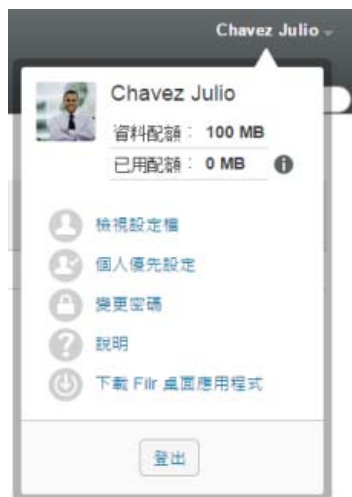 Chavez Julio
Chavez Julio
資料配額： 100 MB
已用配額： 0 MB
檢視設定檔
個人優先設定
變更密碼
說明
下載 Filr 桌面應用程式
登出